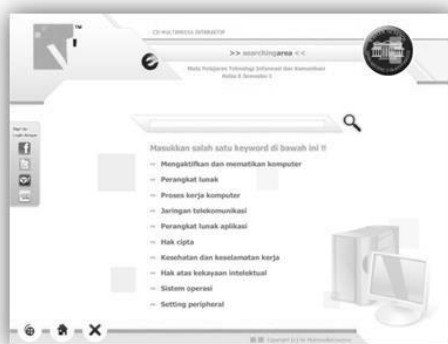 CD MULTIMEDIA INTERAKTIF
>> searchingarea <<
Mata Pelajaran Teknologi Informasi dan Komunikasi
Kelas X Semester I
Masukkan salah satu keyword di bawah ini !!
Mengaktifkan dan mematikan komputer
Perangkat lunak
Proses kerja komputer
Jaringan telekomunikasi
Perangkat lunak aplikasi
Hak cipta
Kesehatan dan keselamatan kerja
Hak atas kekayaan intelektual
Sistem operasi
Setting peripheral